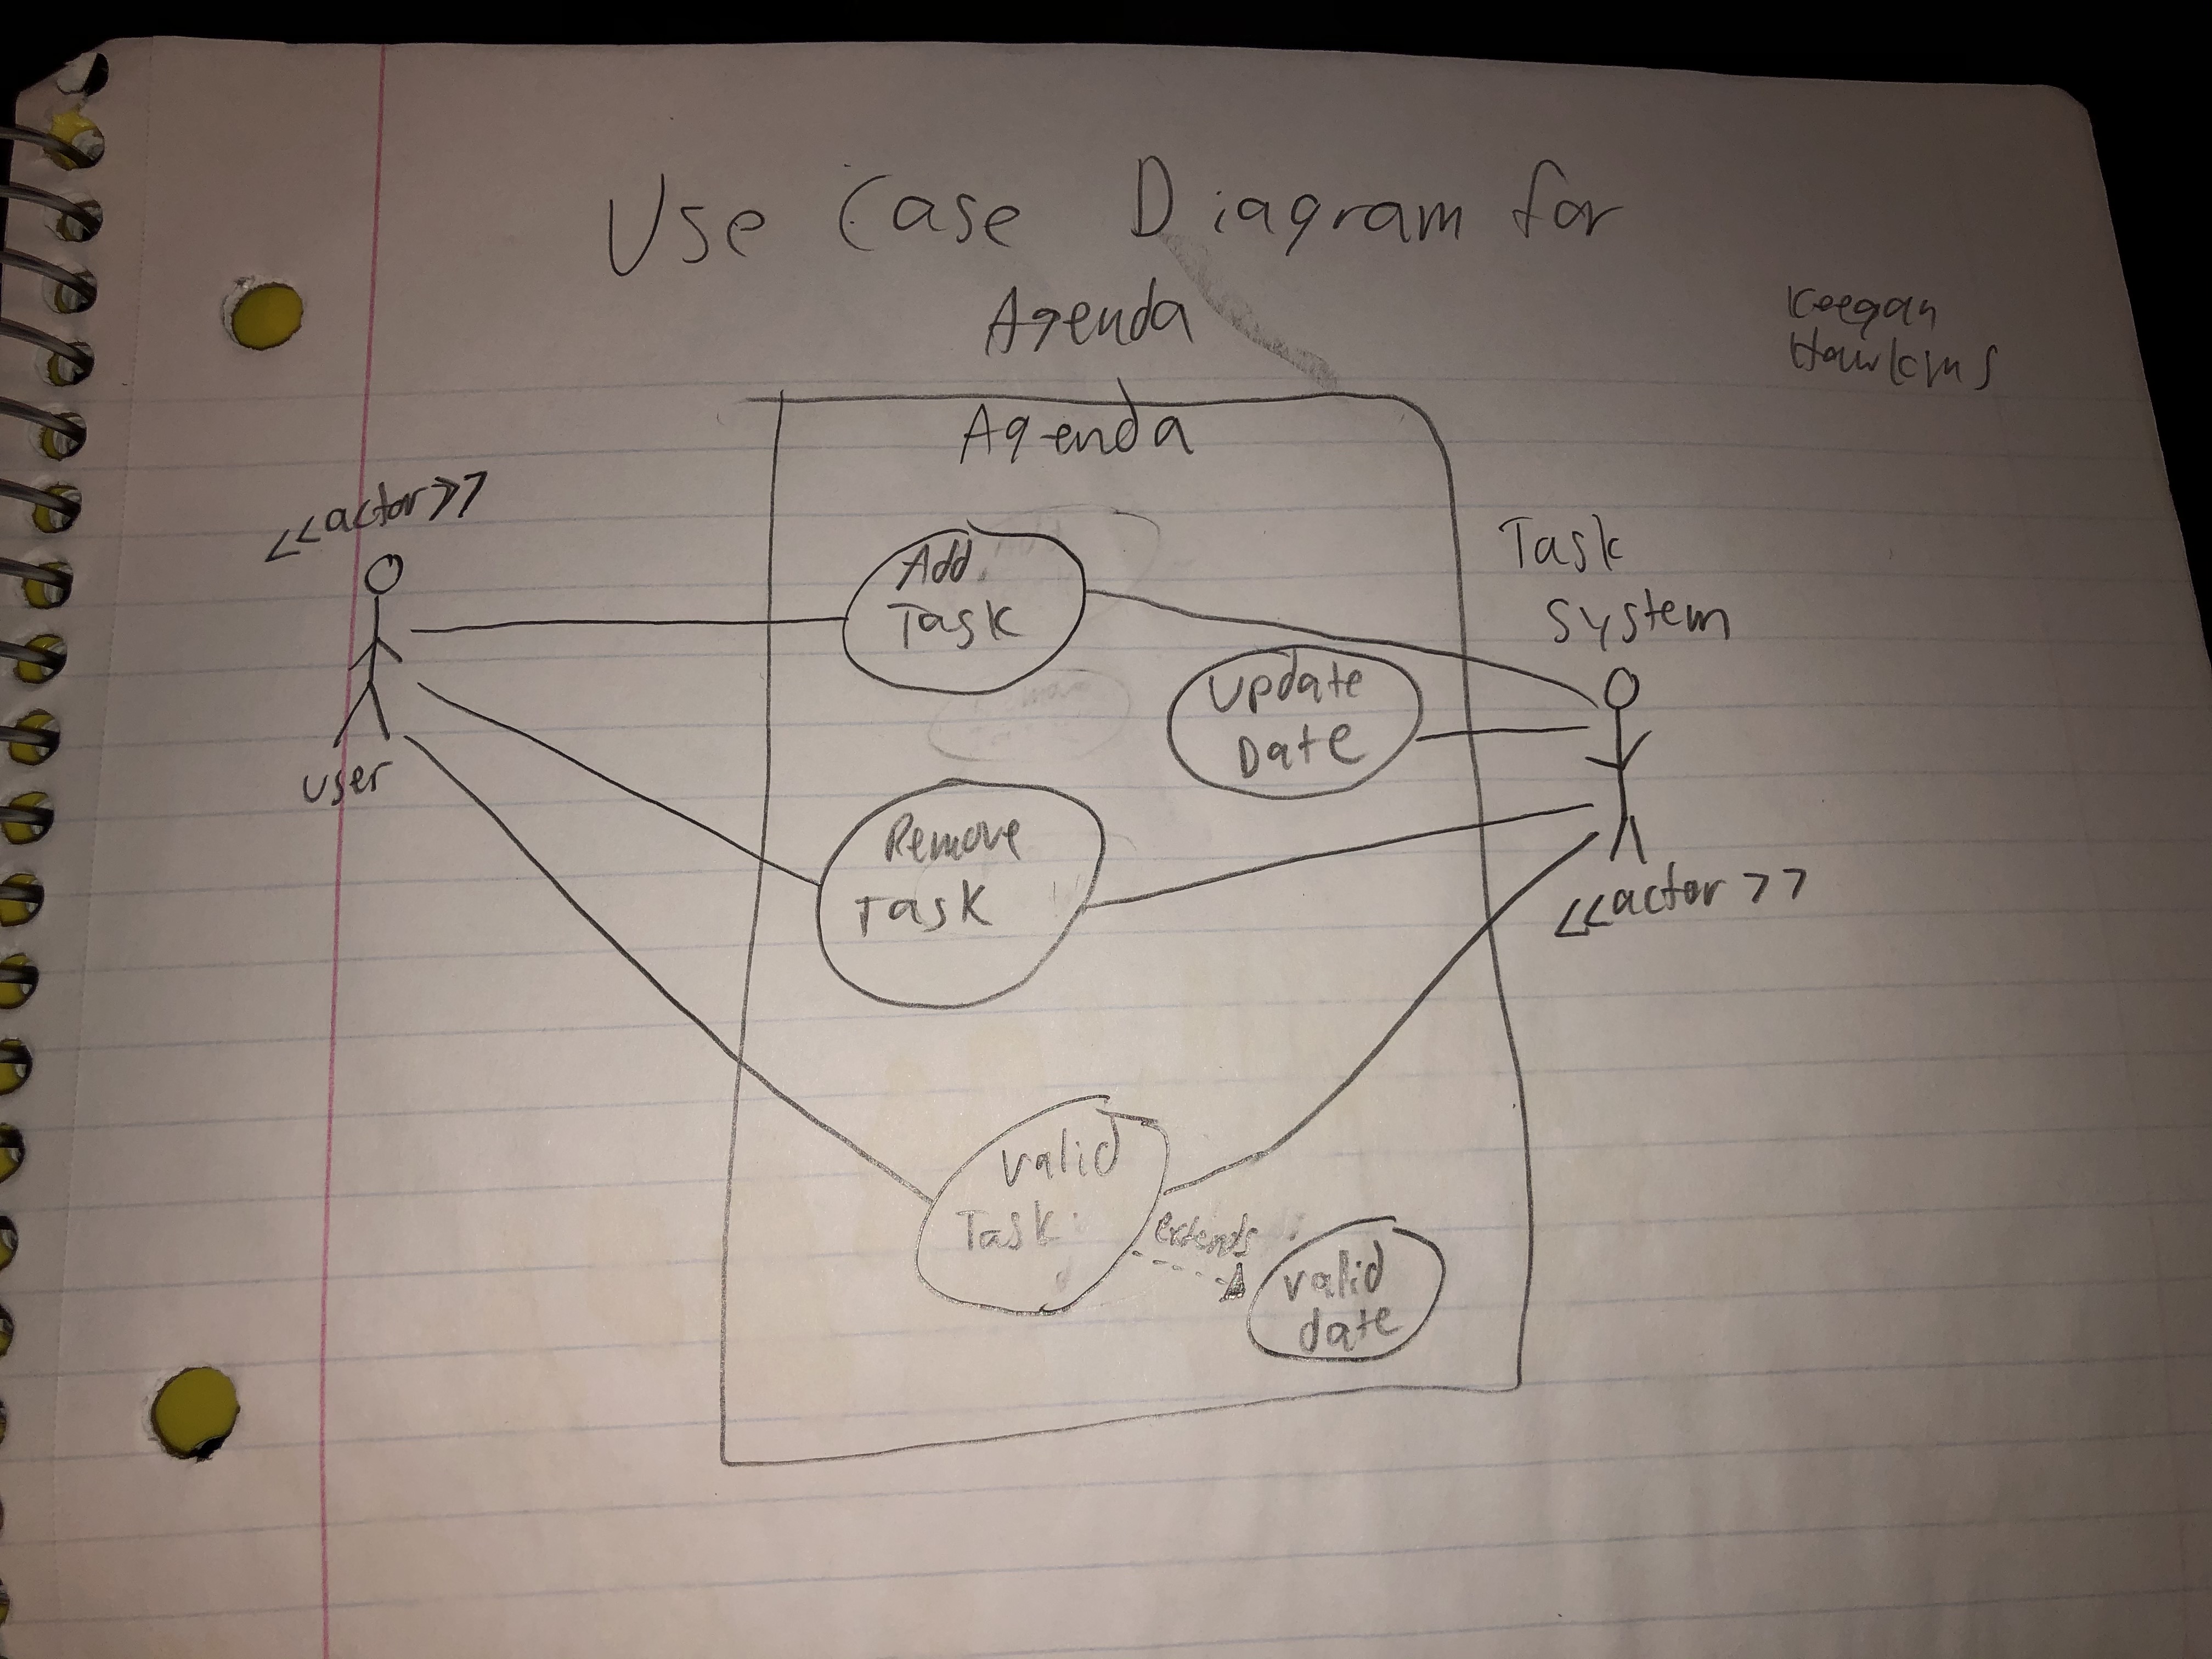 Use Case Diagram for
Agenda
Keegan
Hawkins
Agenda
<<actor>>
User
Add
Task
Remove
Task
Update
Date
Valid
Task
extends
valid
date
Task
System
<<actor>>